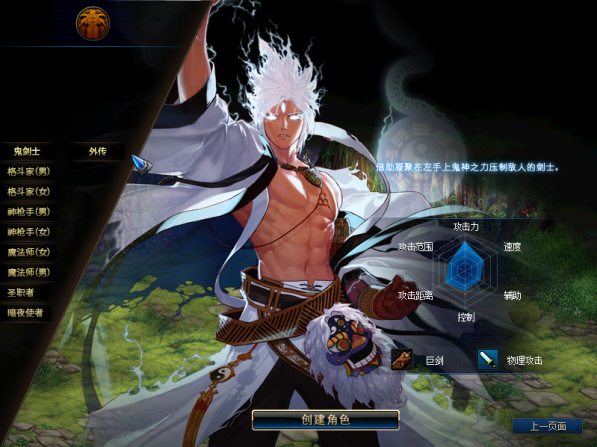 鬼剑士
外传
格斗家(男)
格斗家(女)
神枪手(男)
神枪手(女)
魔法师(女)
魔法师(男)
圣职者
暗夜使者
借助凝聚在左手上鬼神之力压制敌人的剑士。
攻击力
攻击范围
速度
攻击距离
辅助
控制
巨剑
物理攻击
创建角色
上一页面